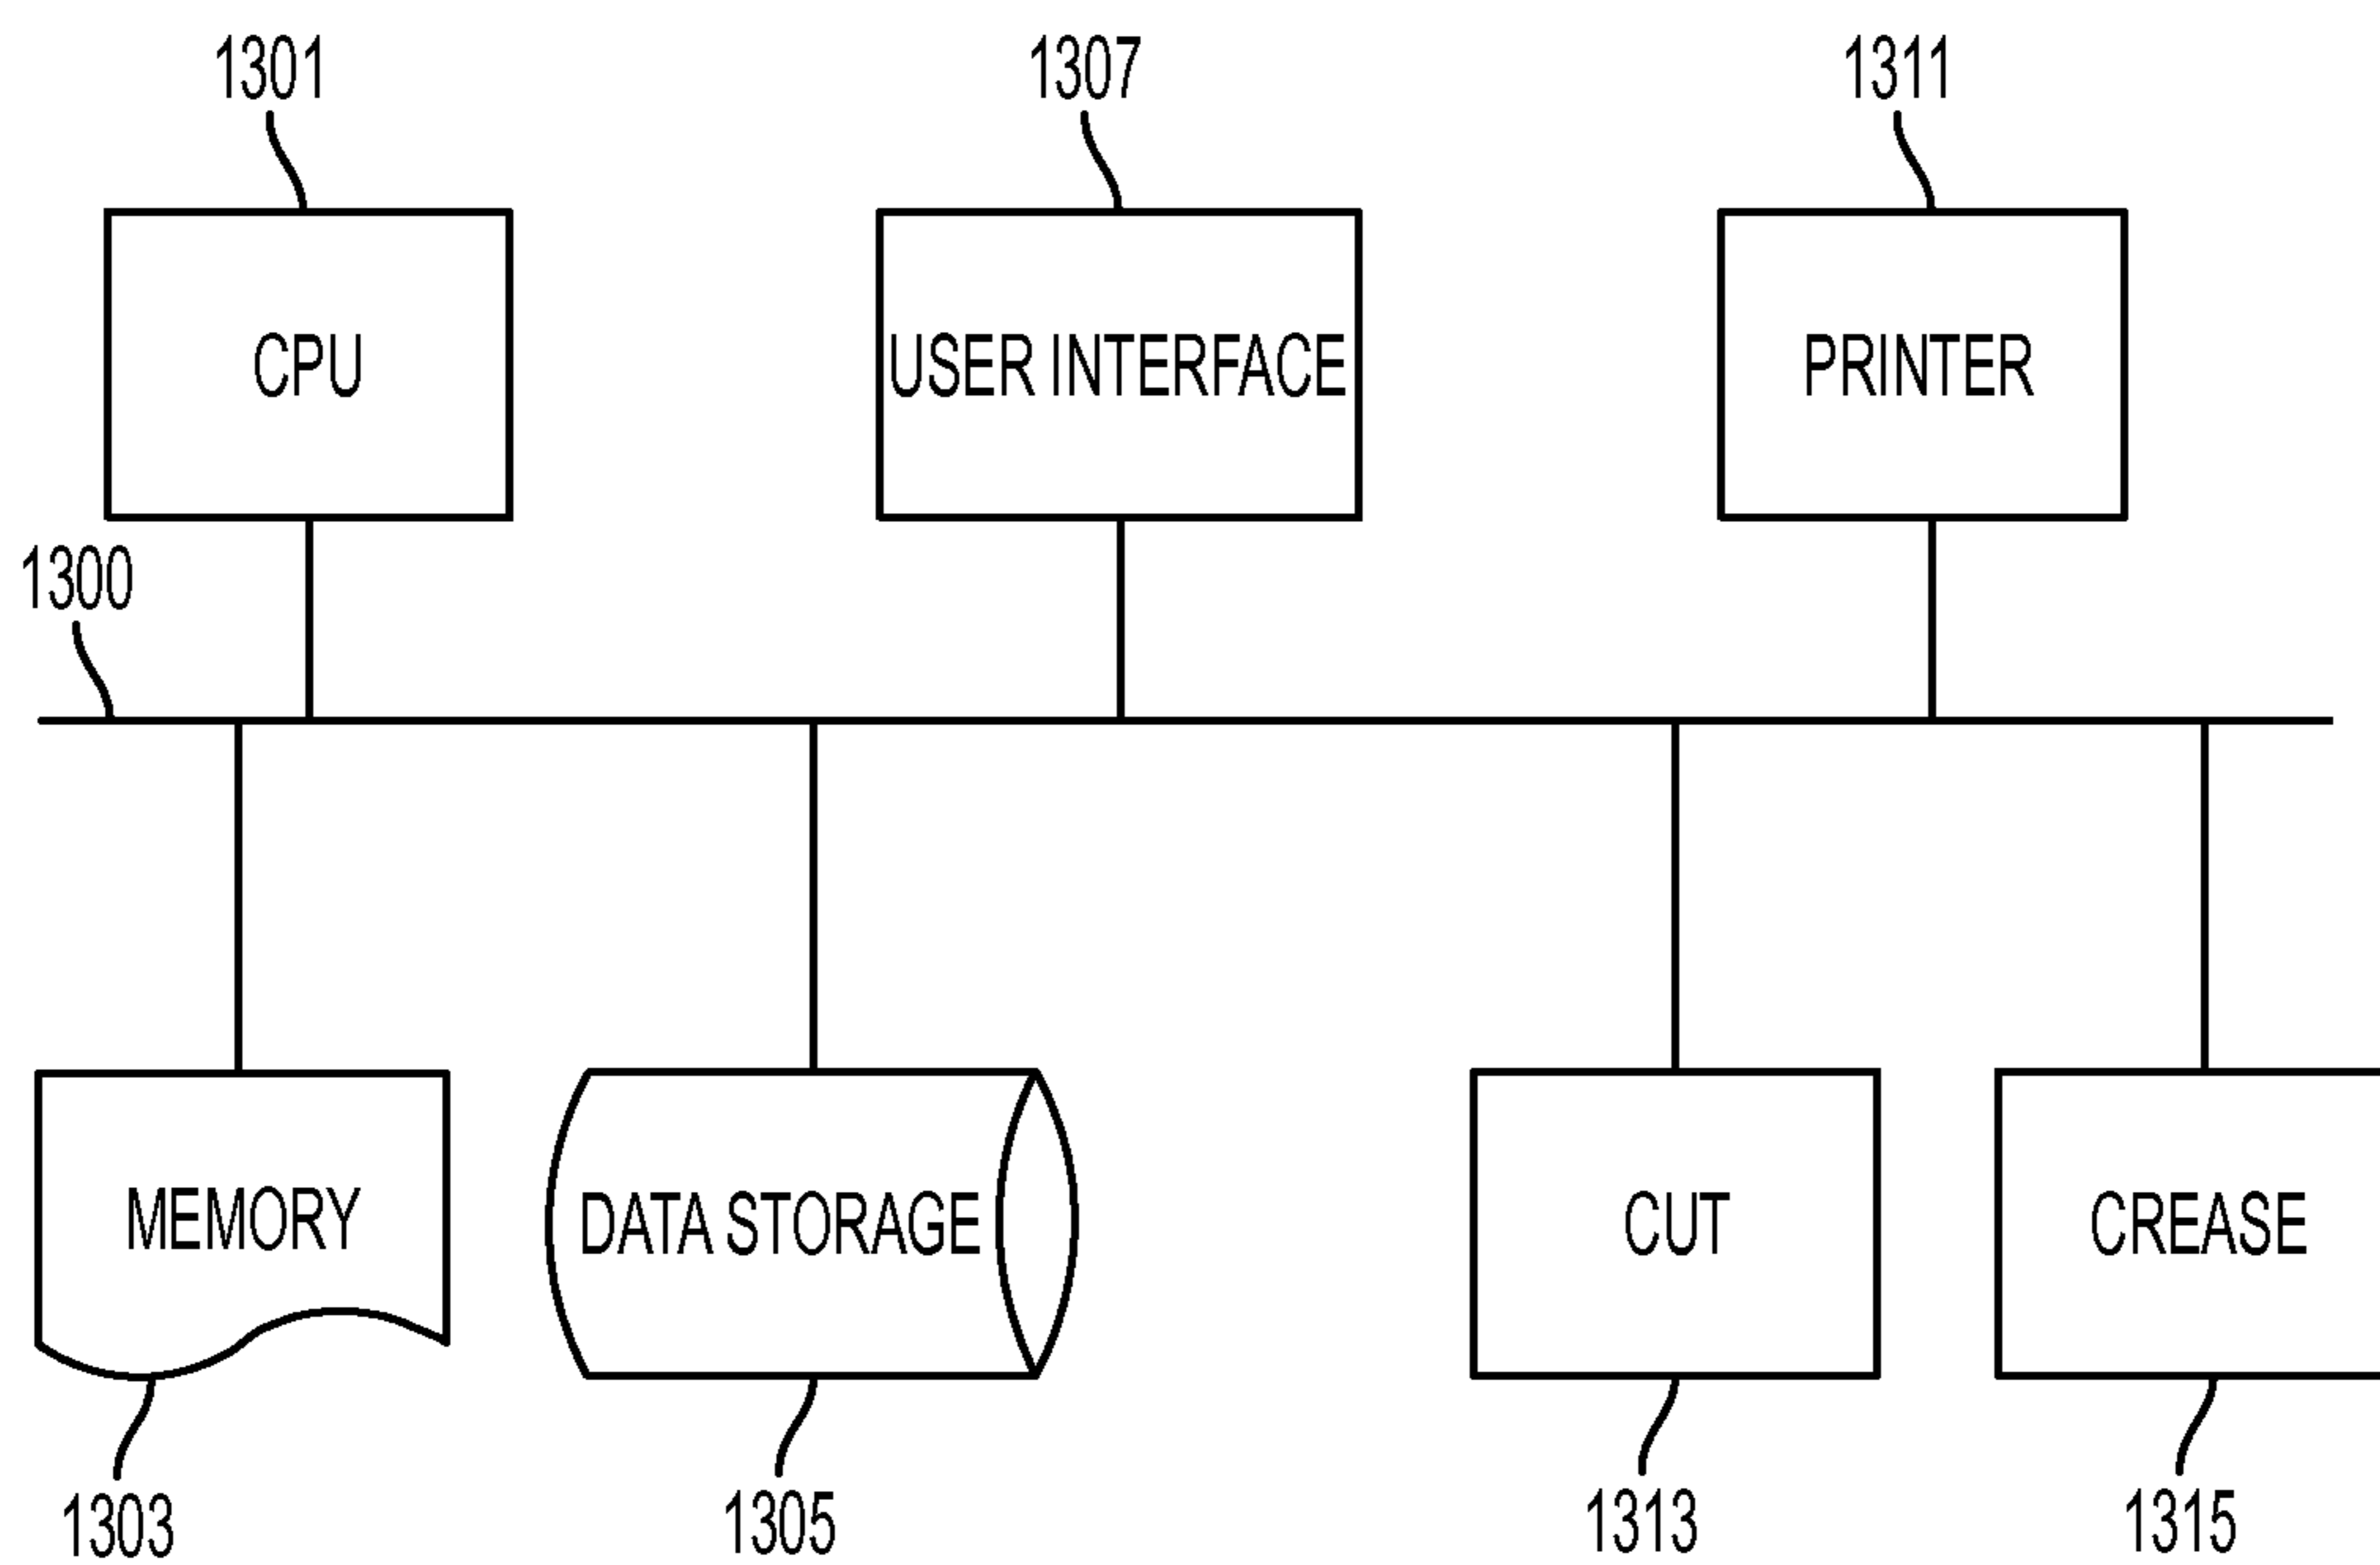 1301
1307
1311
CPU
USER INTERFACE
PRINTER
1300
MEMORY
DATA STORAGE
CUT
CREASE
1303
1305
1313
1315